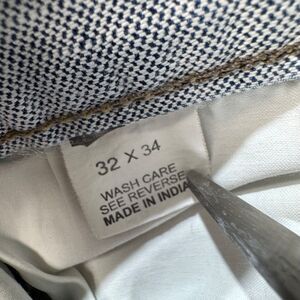 32 X 34
WASH CARE
SEE REVERSE
MADE IN INDIA